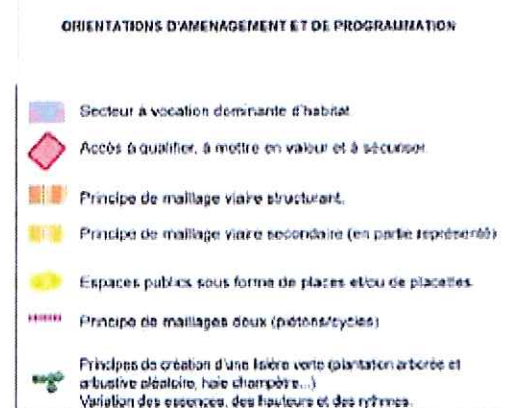 ORIENTATIONS D'AMENAGEMENT ET DE PROGRAMMATION
Secteur à vocation dominante d'habitat.
Accès à qualifier, à mettre en valeur et à sécuriser.
Principe de maillage viaire structurant.
Principe de maillage viaire secondaire (en partie représenté)
Espaces publics sous forme de places et/ou de placettes.
Principe de maillages doux (piétons/cycles)
Principes de création d'une lisière verte (plantation arborée et
arbustive aléatoire, haie champêtre...)
Variation des essences, des hauteurs et des rythmes.